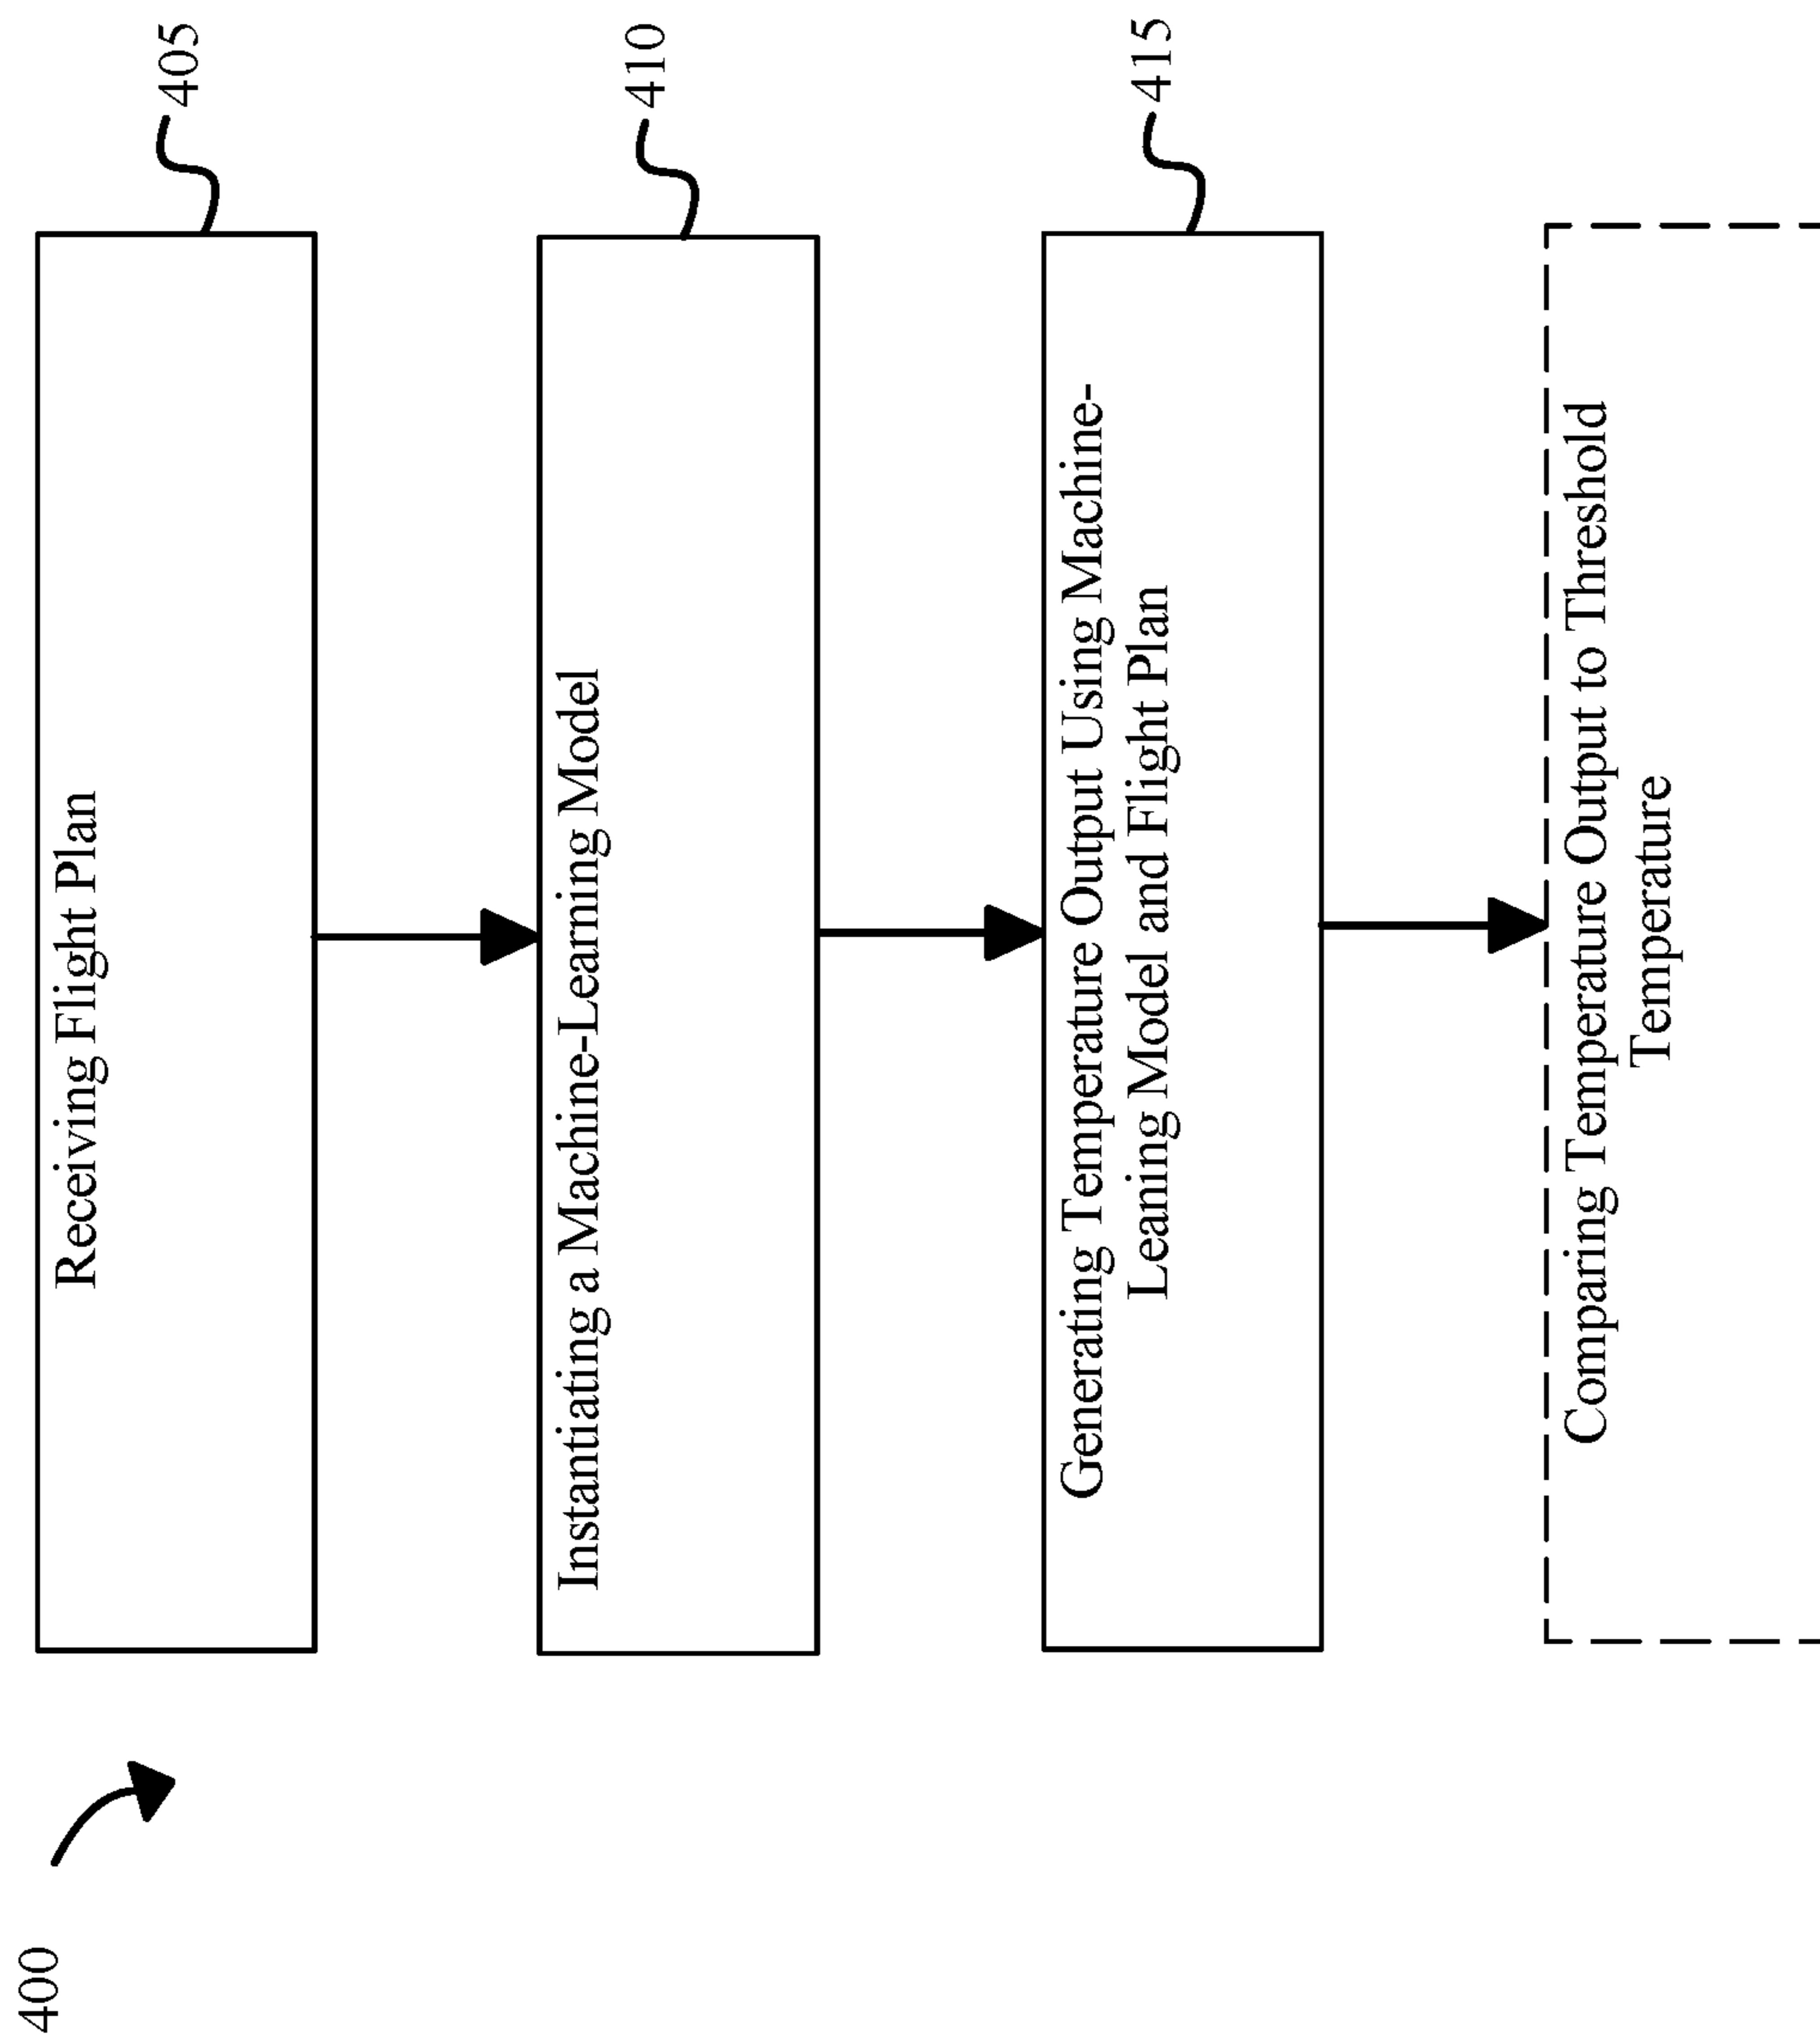 400
Receiving Flight Plan
405
Instantiating a Machine-Learning Model
410
Generating Temperature Output Using Machine-
Leaning Model and Flight Plan
415
Comparing Temperature Output to Threshold
Temperature